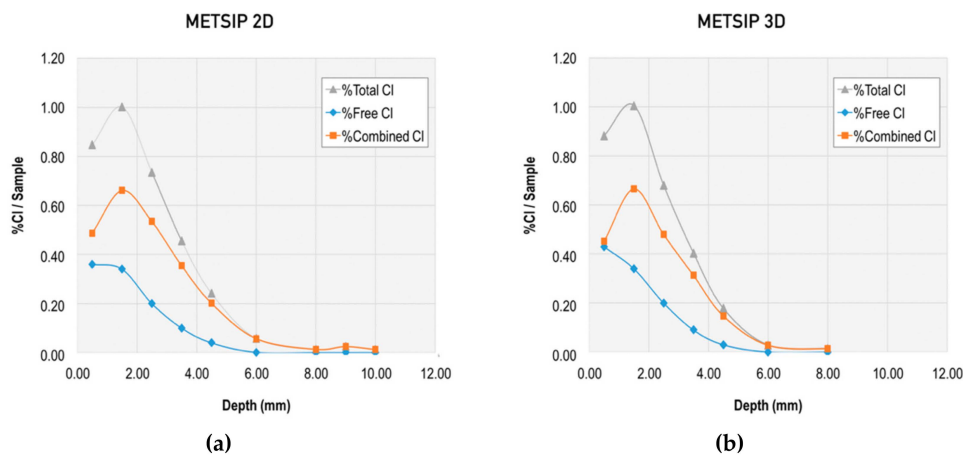 METSIP 2D
1.20
1.00
0.80
0.60
0.40
0.20
0.00
%Cl / Sample
%Total Cl
%Free Cl
%Combined Cl
0.00 2.00 4.00 6.00 8.00 10.00 12.00
Depth (mm)
(a)
METSIP 3D
1.20
1.00
0.80
0.60
0.40
0.20
0.00
%Cl / Sample
%Total Cl
%Free Cl
%Combined Cl
0.00 2.00 4.00 6.00 8.00 10.00 12.00
Depth (mm)
(b)